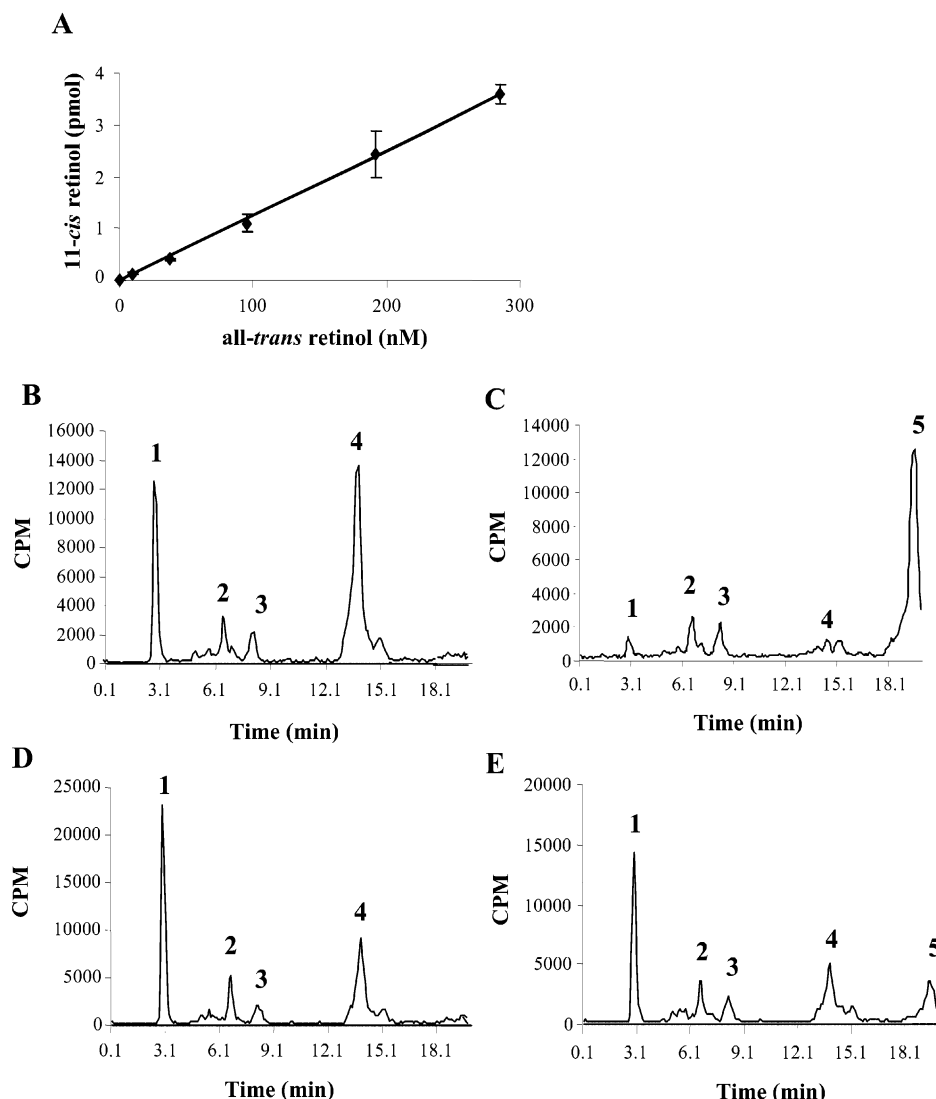 A
4
3
2
1
0
11-cis retinol (pmol)
0 100 200 300
all-trans retinol (nM)
B
16000
14000
12000
10000
8000
6000
4000
2000
0
CPM
1 2 3 4
0.1 3.1 6.1 9.1 12.1 15.1 18.1
Time (min)
C
14000
12000
10000
8000
6000
4000
2000
0
CPM
1 2 3 4 5
0.1 3.1 6.1 9.1 12.1 15.1 18.1
Time (min)
D
25000
20000
15000
10000
5000
0
CPM
1 2 3 4
0.1 3.1 6.1 9.1 12.1 15.1 18.1
Time (min)
E
20000
15000
10000
5000
0
CPM
1 2 3 4 5
0.1 3.1 6.1 9.1 12.1 15.1 18.1
Time (min)